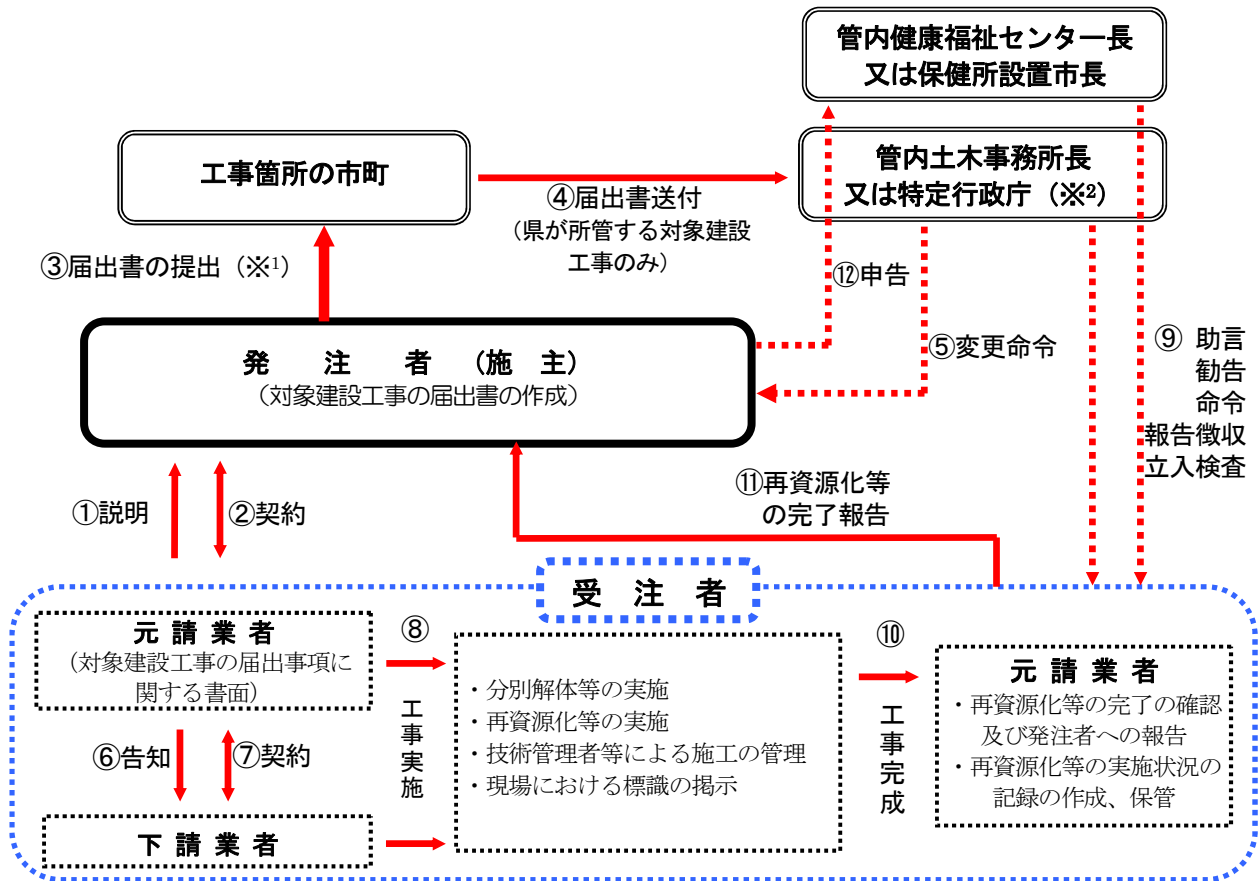 管内健康福祉センター長
又は保健所設置市長
工事箇所の市町
④届出書送付
(県が所管する対象建設
工事のみ)
管内土木事務所長
又は特定行政庁（※2）
③届出書の提出（※1）
⑫申告
⑤変更命令
⑨ 助言
勧告
命令
報告徴収
立入検査
発 注 者 (施 主)
（対象建設工事の届出書の作成）
①説明
②契約
⑪再資源化等
の完了報告
受 注 者
元 請 業 者
(対象建設工事の届出事項に
関する書面)
⑥告知
⑦契約
下 請 業 者
⑧
工事実施
・分別解体等の実施
・再資源化等の実施
・技術管理者等による施工の管理
・現場における標識の掲示
⑩
工事完成
元 請 業 者
・再資源化等の完了の確認
及び発注者への報告
・再資源化等の実施状況の
記録の作成、保管